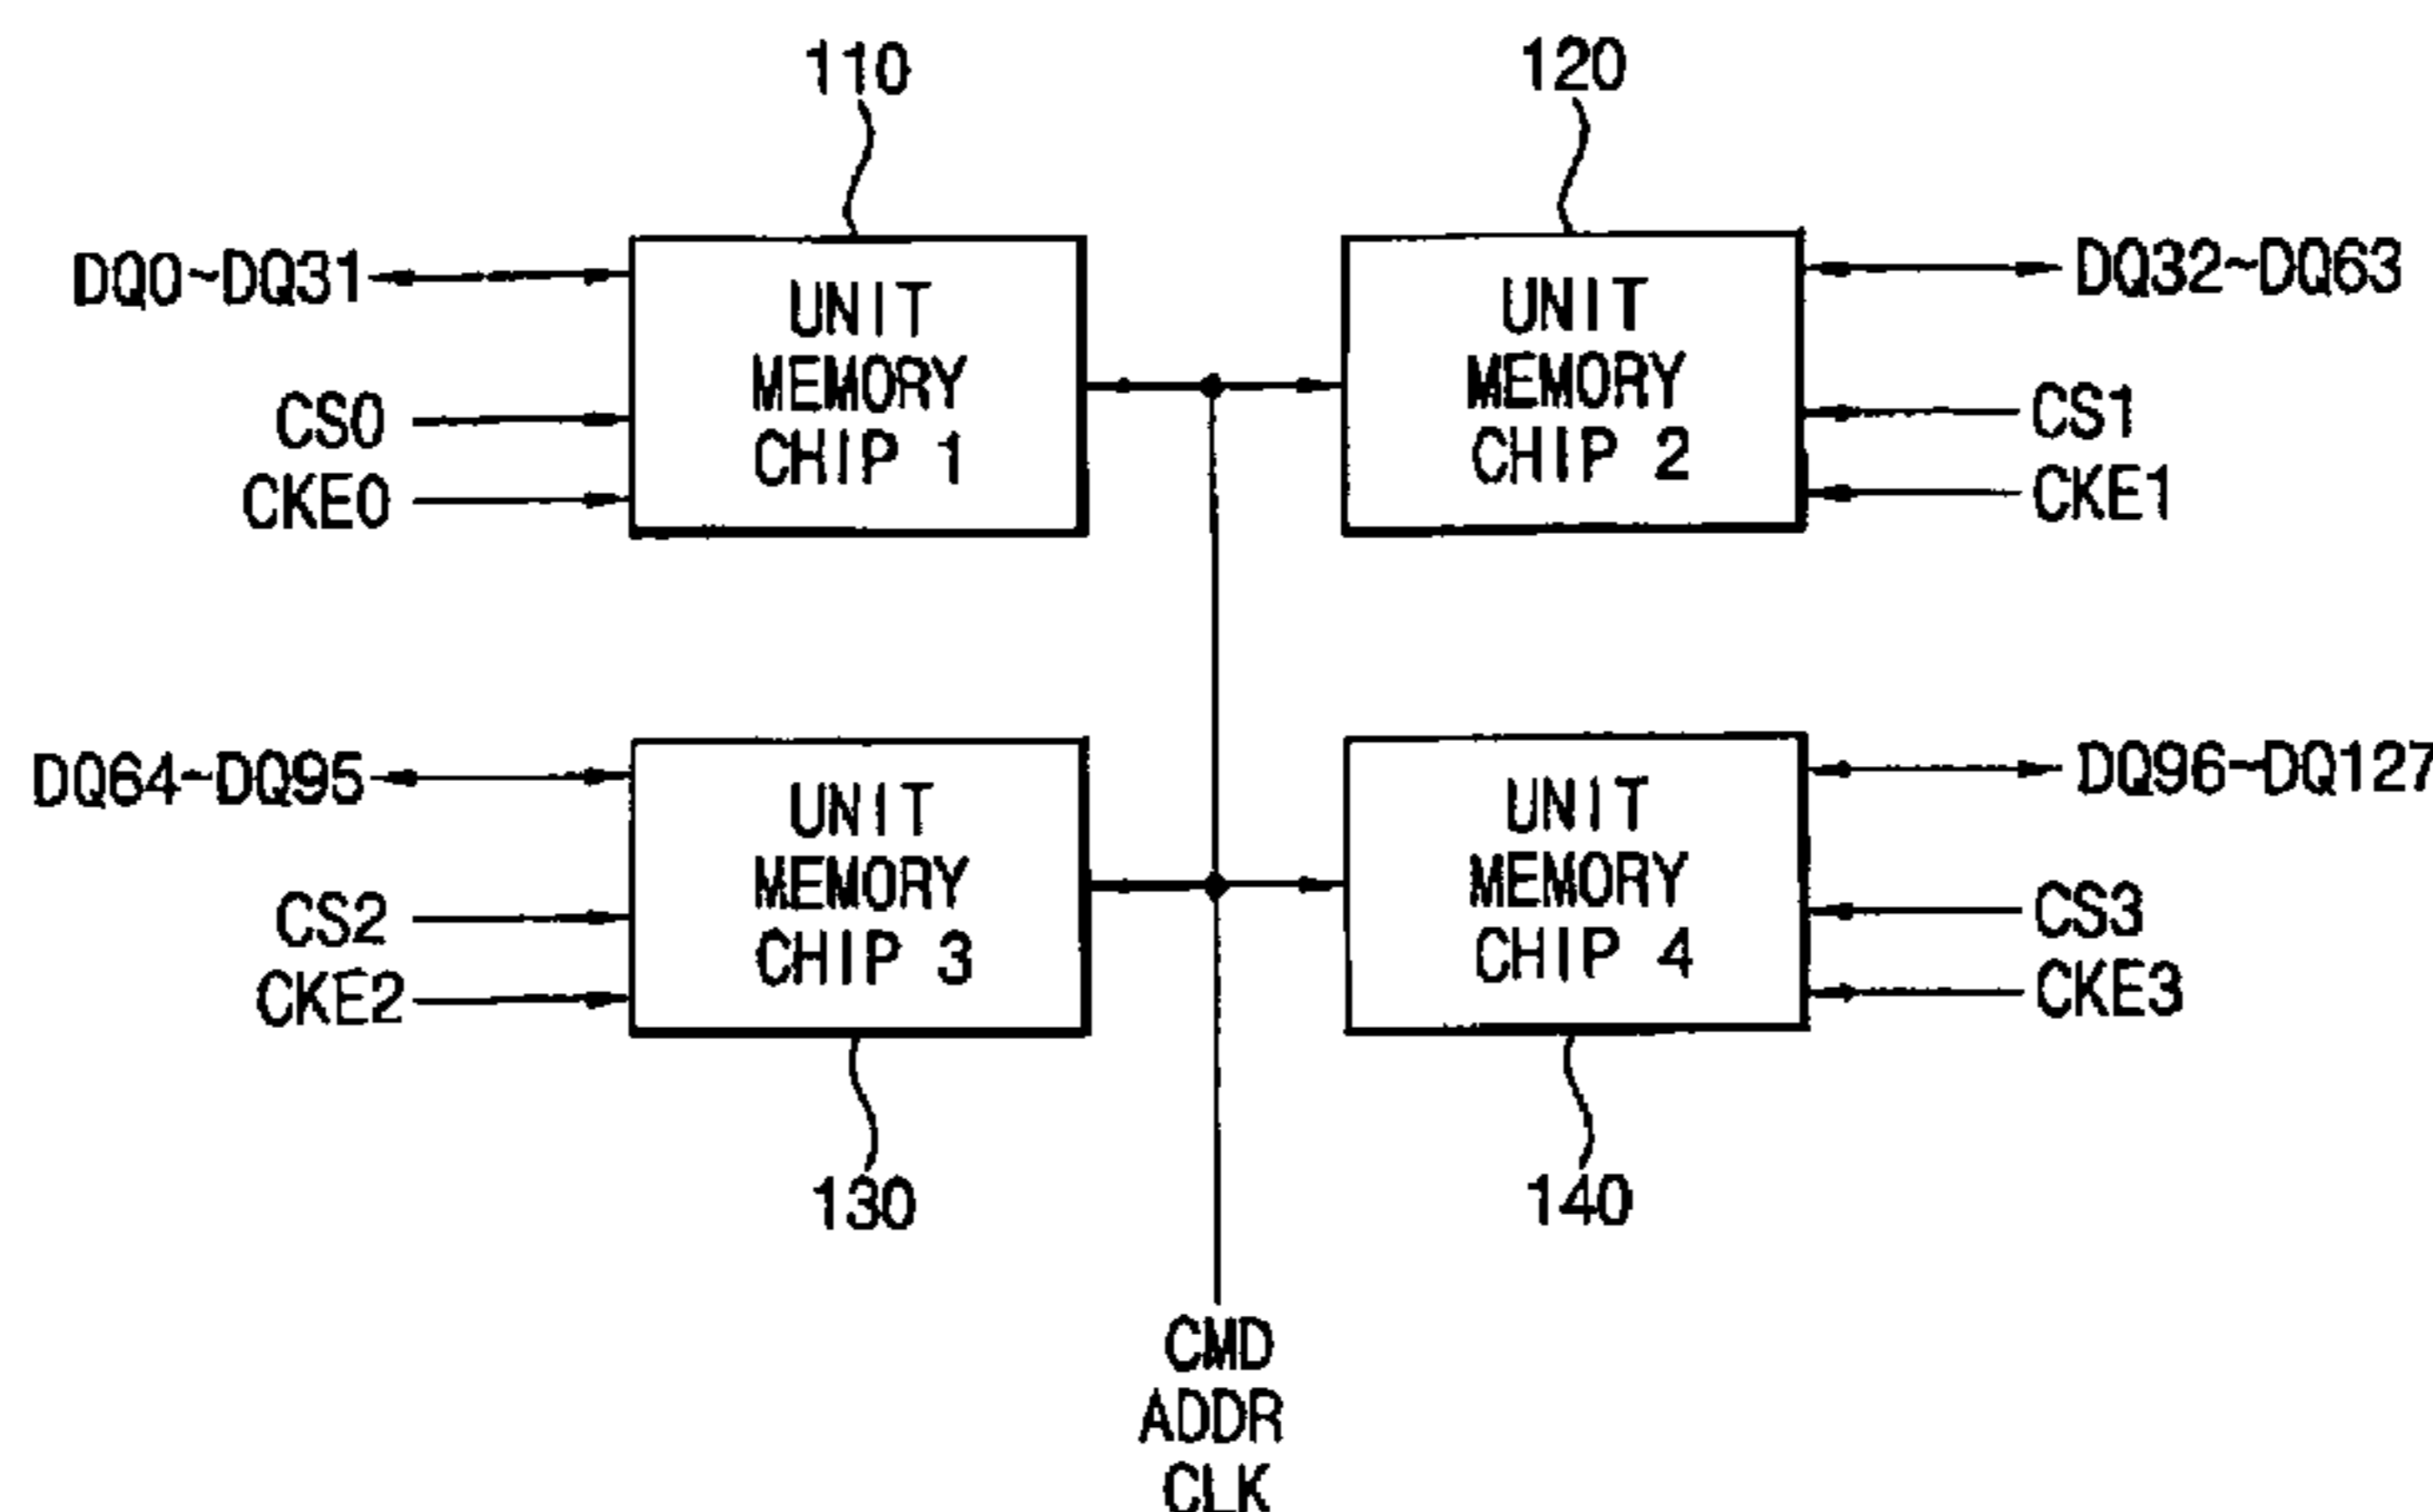 110
120
DQ0~DQ31
UNIT
MEMORY
CHIP 1
CS0
CKE0
UNIT
MEMORY
CHIP 2
DQ32~DQ63
CS1
CKE1
DQ64~DQ95
UNIT
MEMORY
CHIP 3
CS2
CKE2
UNIT
MEMORY
CHIP 4
DQ96~DQ127
CS3
CKE3
130
140
CMD
ADDR
CLK